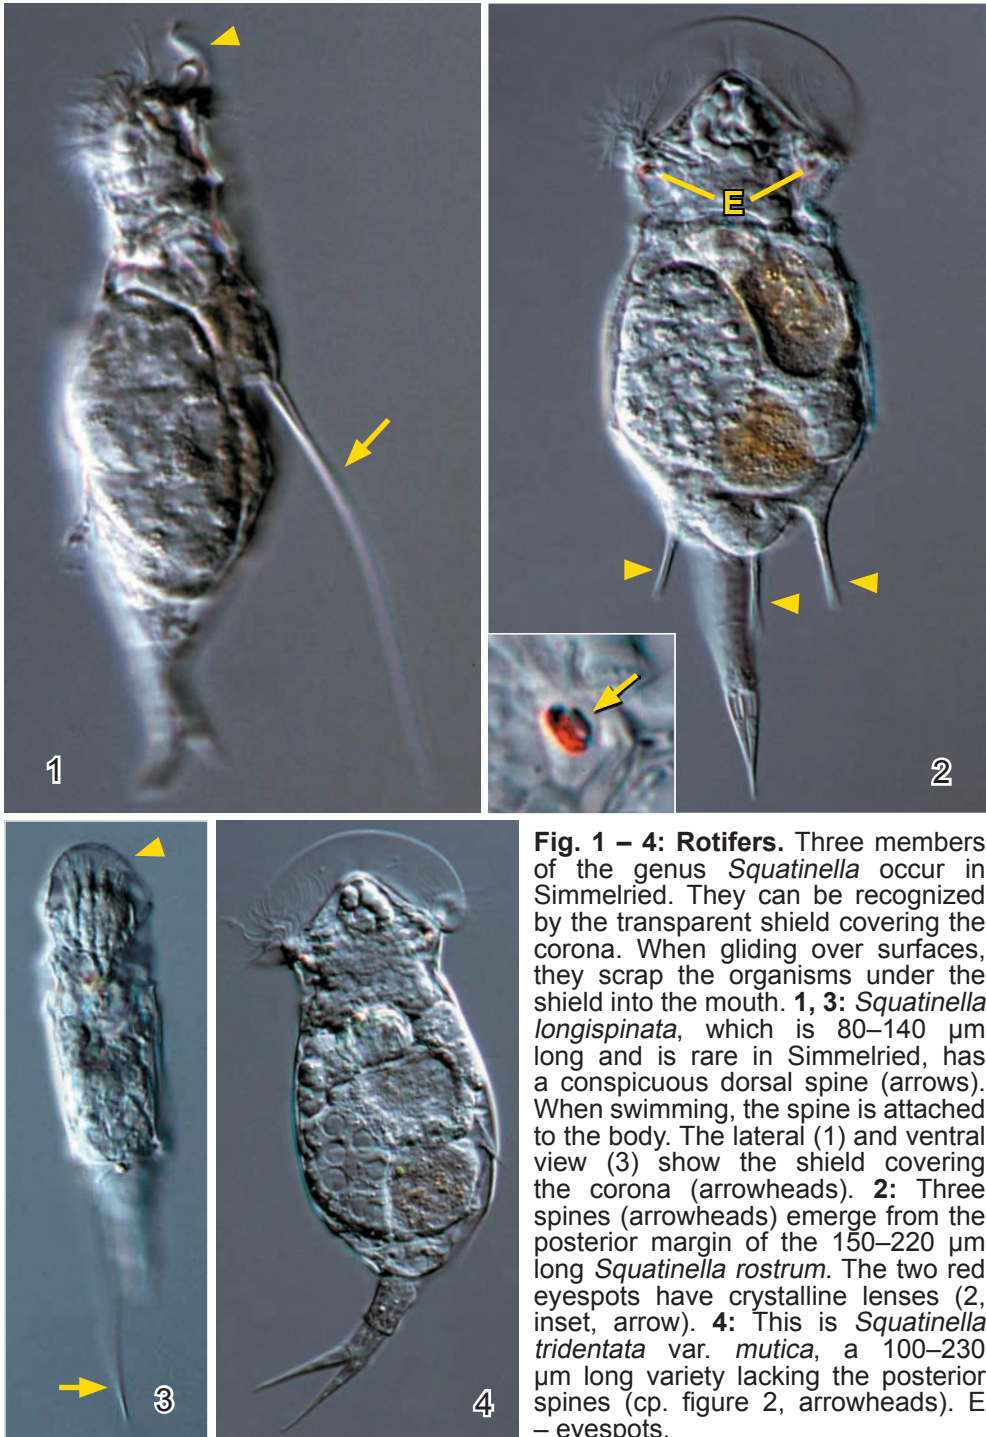 1
2
E
3
4
Fig. 1 – 4: Rotifers. Three members
of the genus Squatinella occur in
Simmelried. They can be recognized
by the transparent shield covering the
corona. When gliding over surfaces,
they scrap the organisms under the
shield into the mouth. 1, 3: Squatinella
longispinata, which is 80–140 µm
long and is rare in Simmelried, has
a conspicuous dorsal spine (arrows).
When swimming, the spine is attached
to the body. The lateral (1) and ventral
view (3) show the shield covering
the corona (arrowheads). 2: Three
spines (arrowheads) emerge from the
posterior margin of the 150–220 µm
long Squatinella rostrum. The two red
eyespots have crystalline lenses (2,
inset, arrow). 4: This is Squatinella
tridentata var. mutica, a 100–230
µm long variety lacking the posterior
spines (cp. figure 2, arrowheads). E
– eyespots.